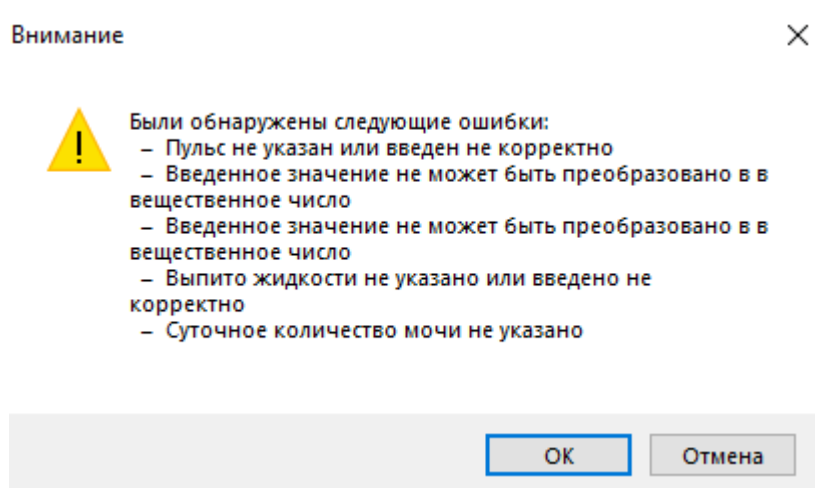 Внимание
Были обнаружены следующие ошибки:
– Пульс не указан или введен не корректно
– Введенное значение не может быть преобразовано в в
вещественное число
– Введенное значение не может быть преобразовано в в
вещественное число
– Выпито жидкости не указано или введено не
корректно
– Суточное количество мочи не указано
ОК
Отмена